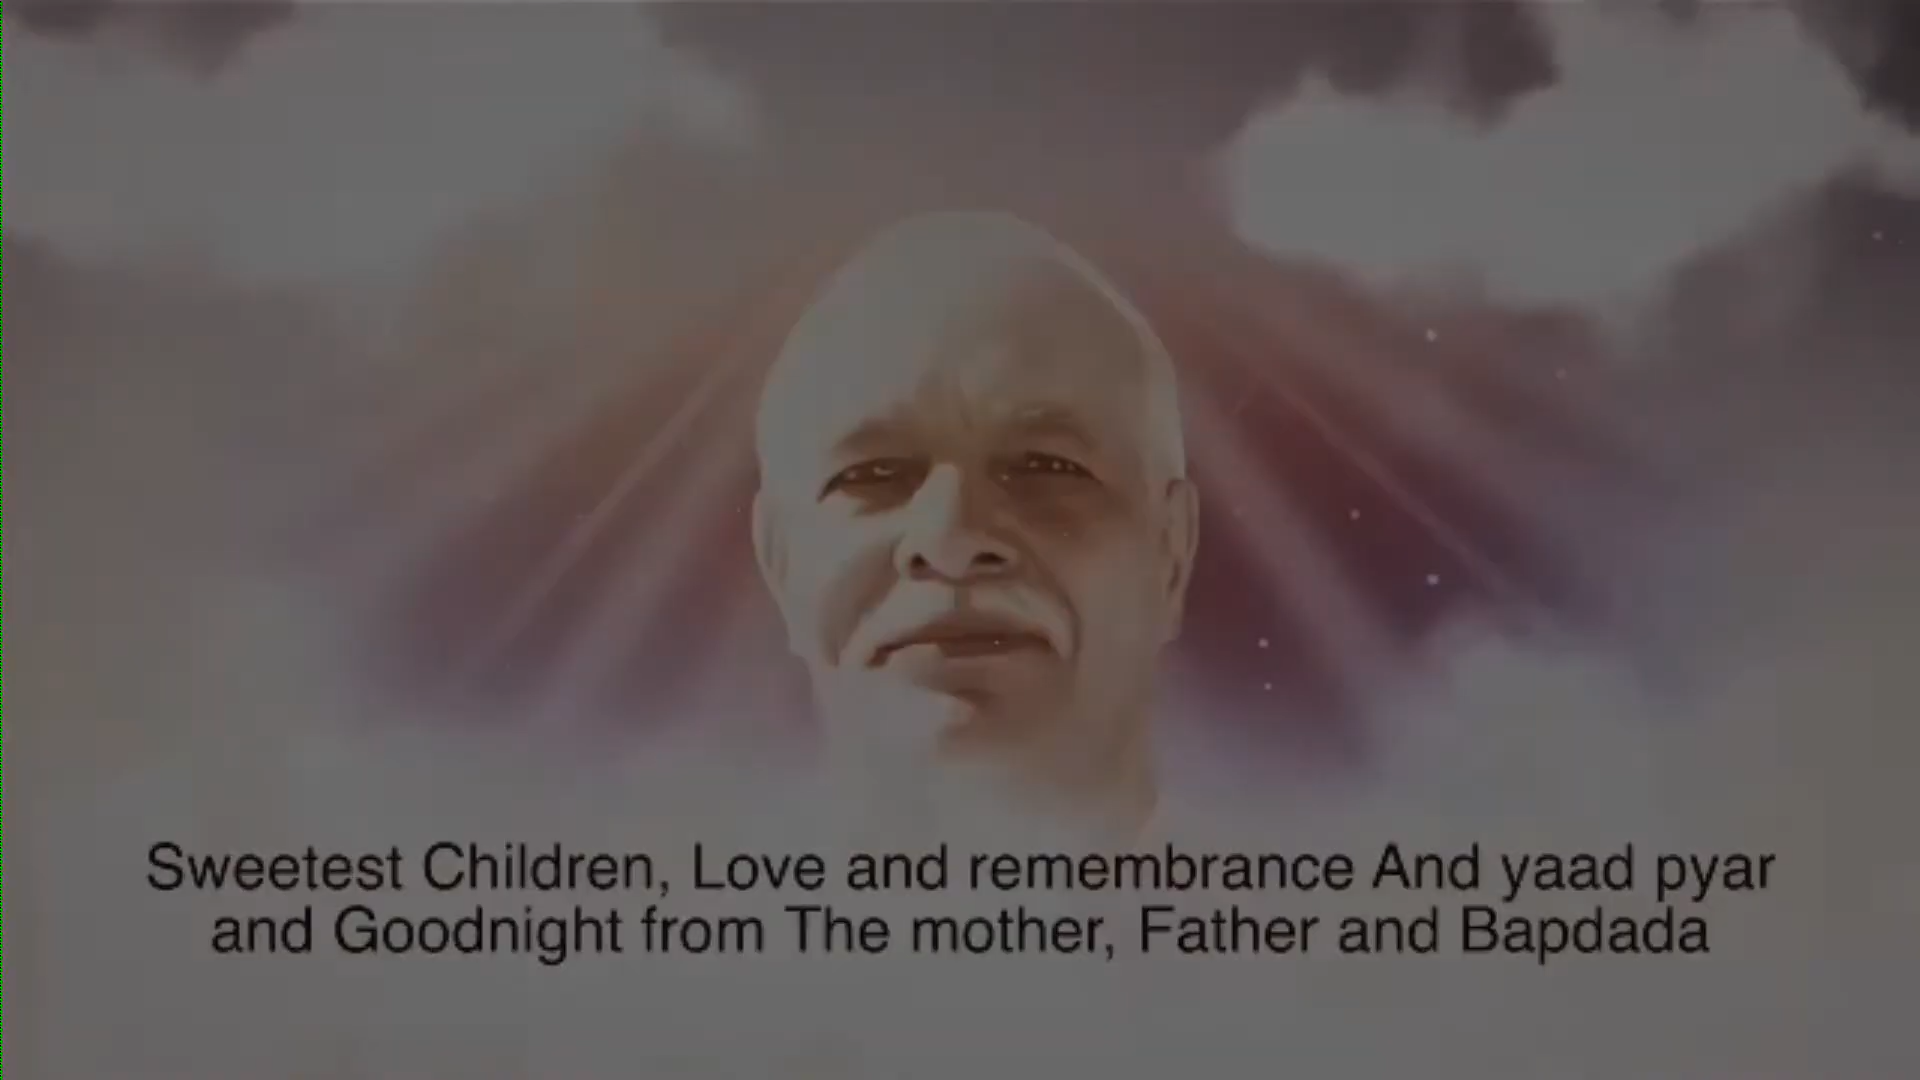 Sweetest Children, Love and remembrance And yaad pyar
and Goodnight from The mother, Father and Bapdada